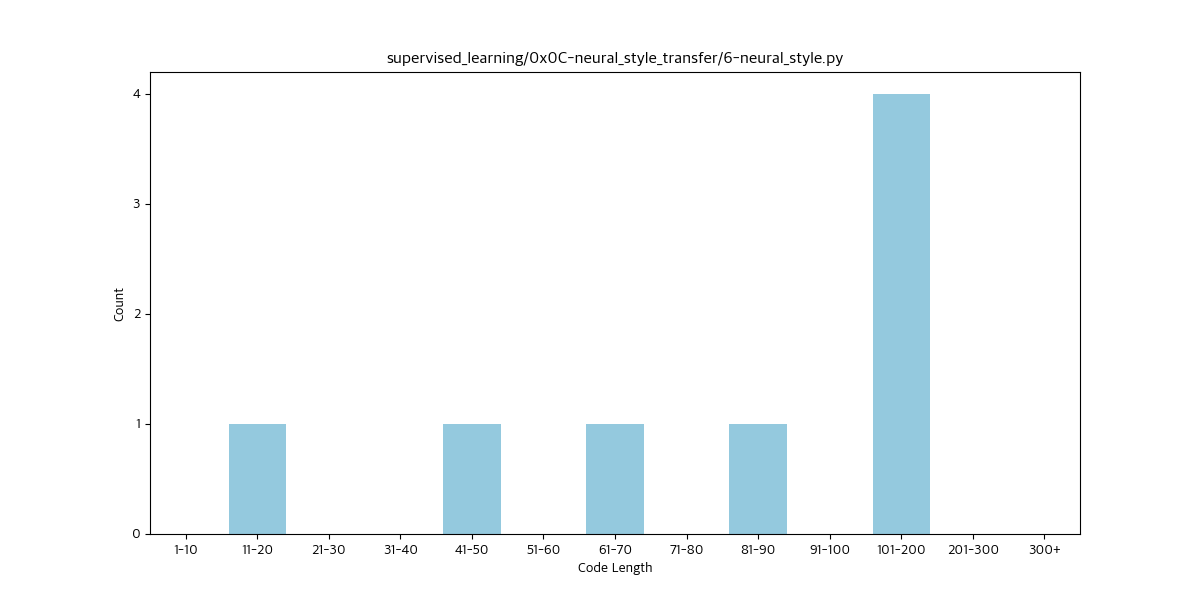 supervised_learning/0x0C-neural_style_transfer/6-neural_style.py
4
3
2
1
0
Count
1-10 11-20 21-30 31-40 41-50 51-60 61-70 71-80 81-90 91-100 101-200 201-300 300+
Code Length